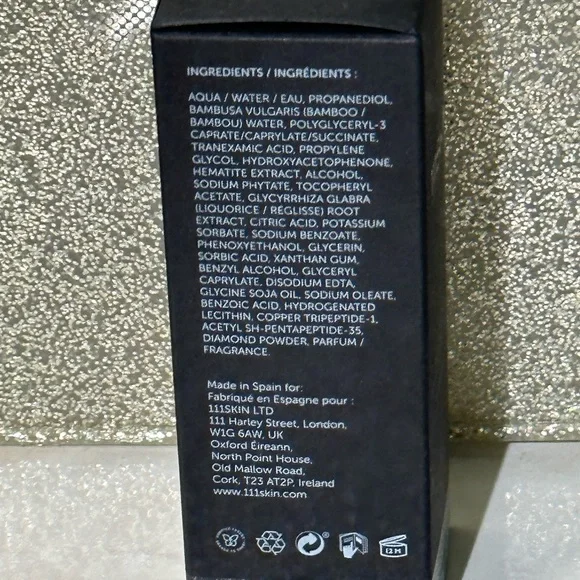 INGREDIENTS / INGRÉDIENTS :
AQUA / WATER / EAU, PROPANEDIOL,
BAMBUSA VULGARIS (BAMBOO /
BAMBOU) WATER, POLYGLYCERYL-3
CAPRATE/CAPRYLATE/SUCCINATE,
TRANEXAMIC ACID, PROPYLENE
GLYCOL, HYDROXYACETOPHENONE,
HEMATITE EXTRACT, ALCOHOL,
SODIUM PHYTATE, TOCOPHERYL
ACETATE, GLYCYRRHIZA GLABRA
(LIQUORICE / RÉGLISSE) ROOT
EXTRACT, CITRIC ACID, POTASSIUM
SORBATE, SODIUM BENZOATE,
PHENOXYETHANOL, GLYCERIN,
SORBIC ACID, XANTHAN GUM,
BENZYL ALCOHOL, GLYCERYL
CAPRYLATE, DISODIUM EDTA,
GLYCINE SOJA OIL, SODIUM OLEATE,
BENZOIC ACID, HYDROGENATED
LECITHIN, COPPER TRIPEPTIDE-1,
ACETYL SH-PENTAPEPTIDE-35,
DIAMOND POWDER, PARFUM /
FRAGRANCE.
Made in Spain for:
Fabriqué en Espagne pour :
111SKIN LTD
111 Harley Street, London,
W1G 6AW, UK
Oxford Éireann,
North Point House,
Old Mallow Road,
Cork, T23 AT2P, Ireland
www.111skin.com
12 M